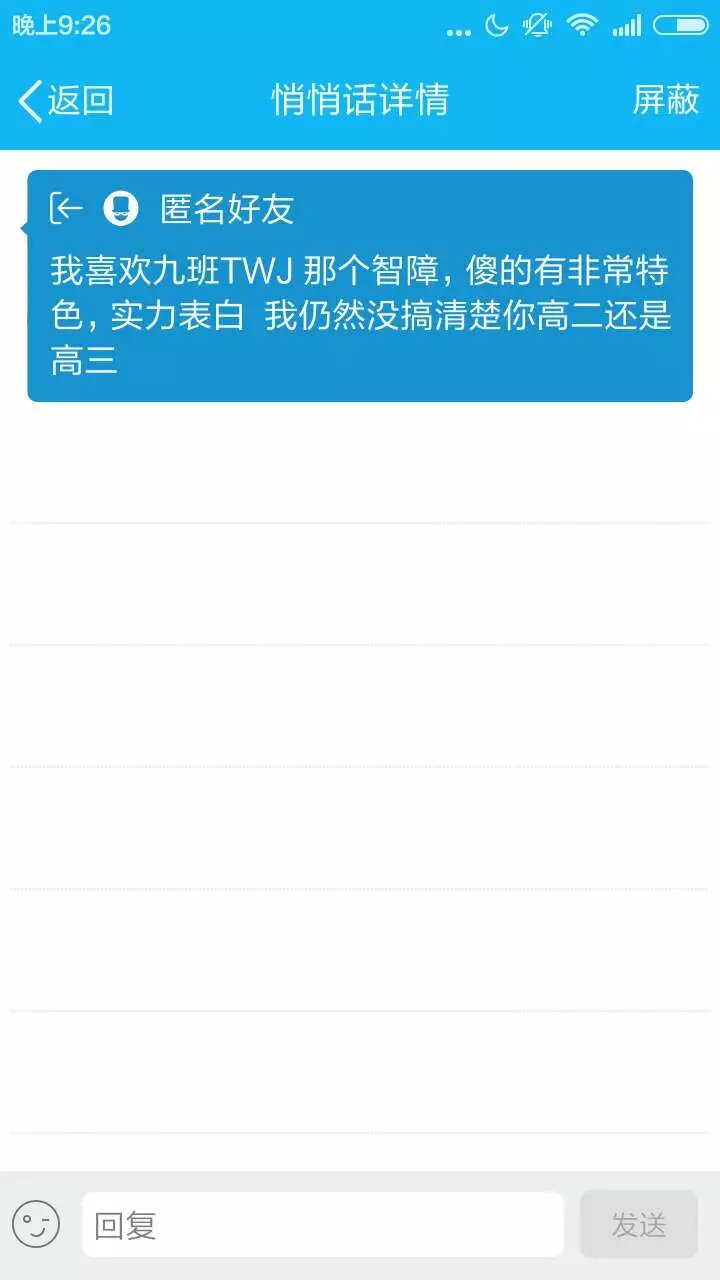 晚上9:26
返回 悄悄话详情 屏蔽
匿名好友
我喜欢九班TWJ 那个智障，傻的有非常特
色，实力表白  我仍然没搞清楚你高二还是
高三
回复 发送